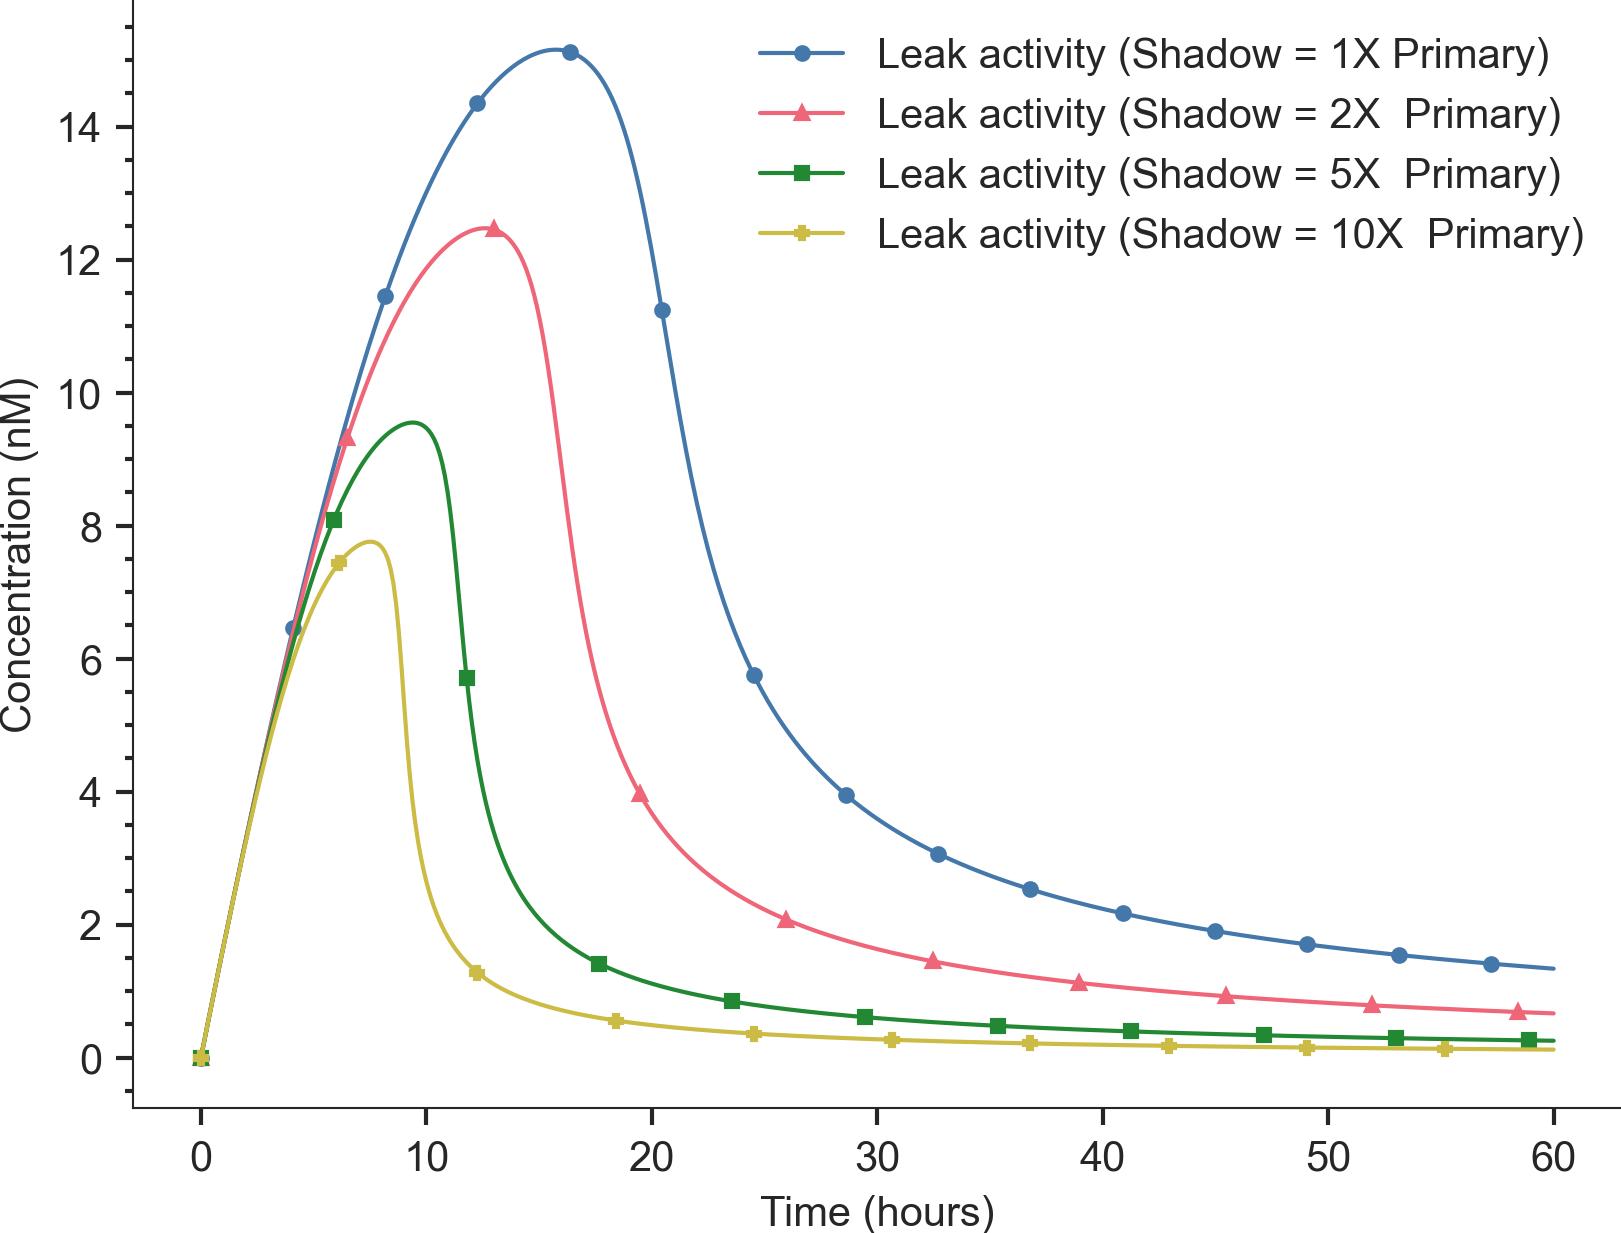 Leak activity (Shadow = 1X Primary)
Leak activity (Shadow = 2X  Primary)
Leak activity (Shadow = 5X  Primary)
Leak activity (Shadow = 10X  Primary)
Concentration (nM)
14
12
10
8
6
4
2
0
0 10 20 30 40 50 60
Time (hours)